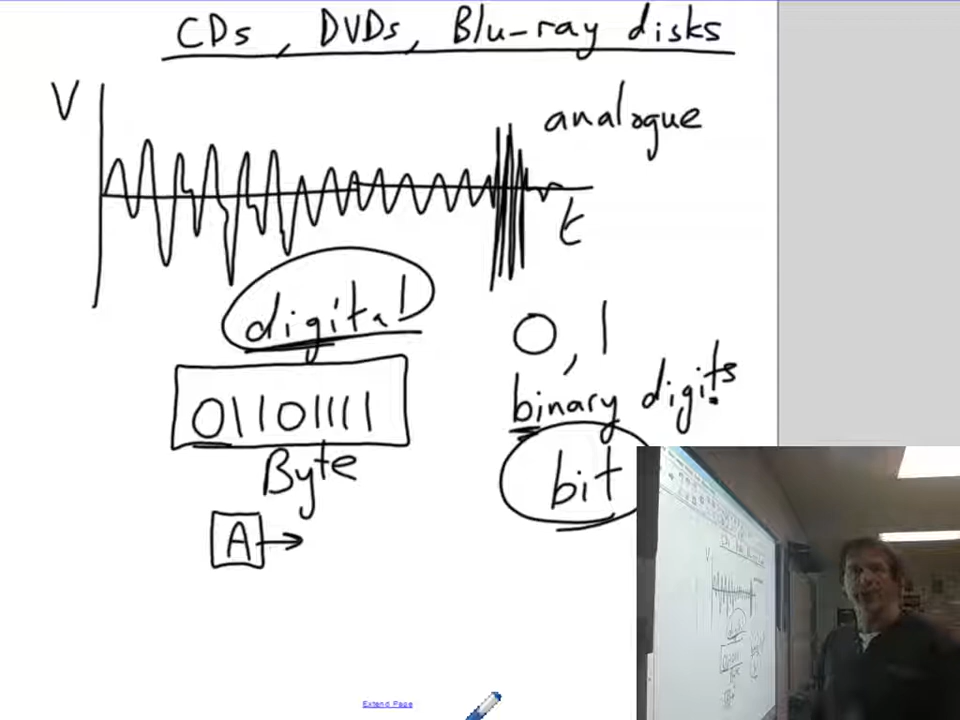 CDs, DVDs, Blu-ray disks
V
analogue
t
digital
0, 1
01101111
binary digits
Byte
bit
A
Extend Page